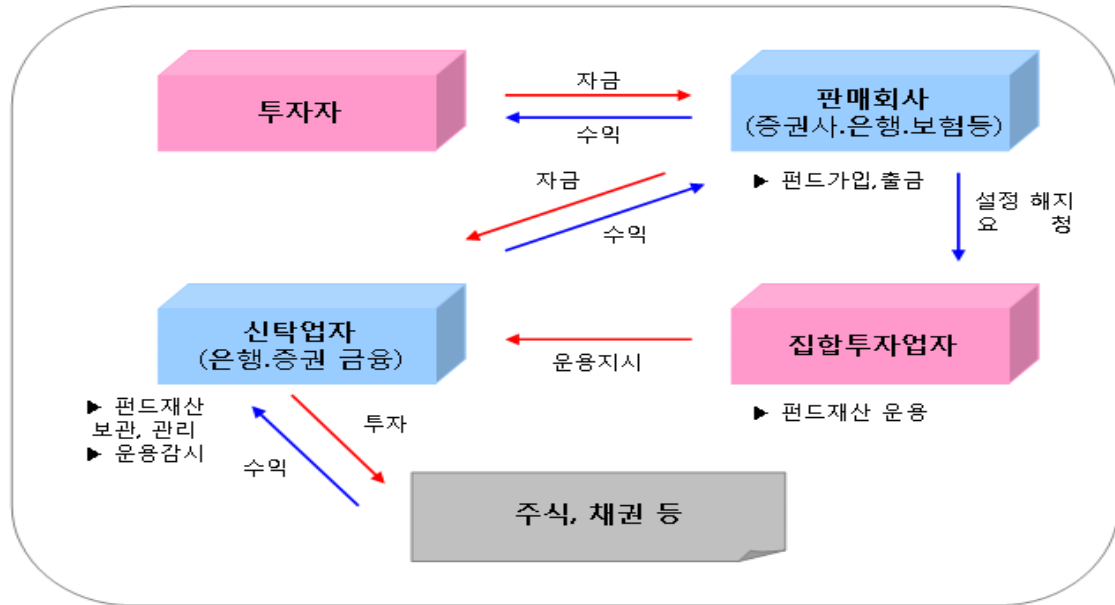 투자자
자금
수익
판매회사
(증권사.은행.보험등)
▶ 펀드가입,출금
자금
수익
설정 해지
요 청
신탁업자
(은행.증권 금융)
▶ 펀드재산
보관, 관리
▶ 운용감시
운용지시
집합투자업자
▶ 펀드재산 운용
투자
수익
주식, 채권 등